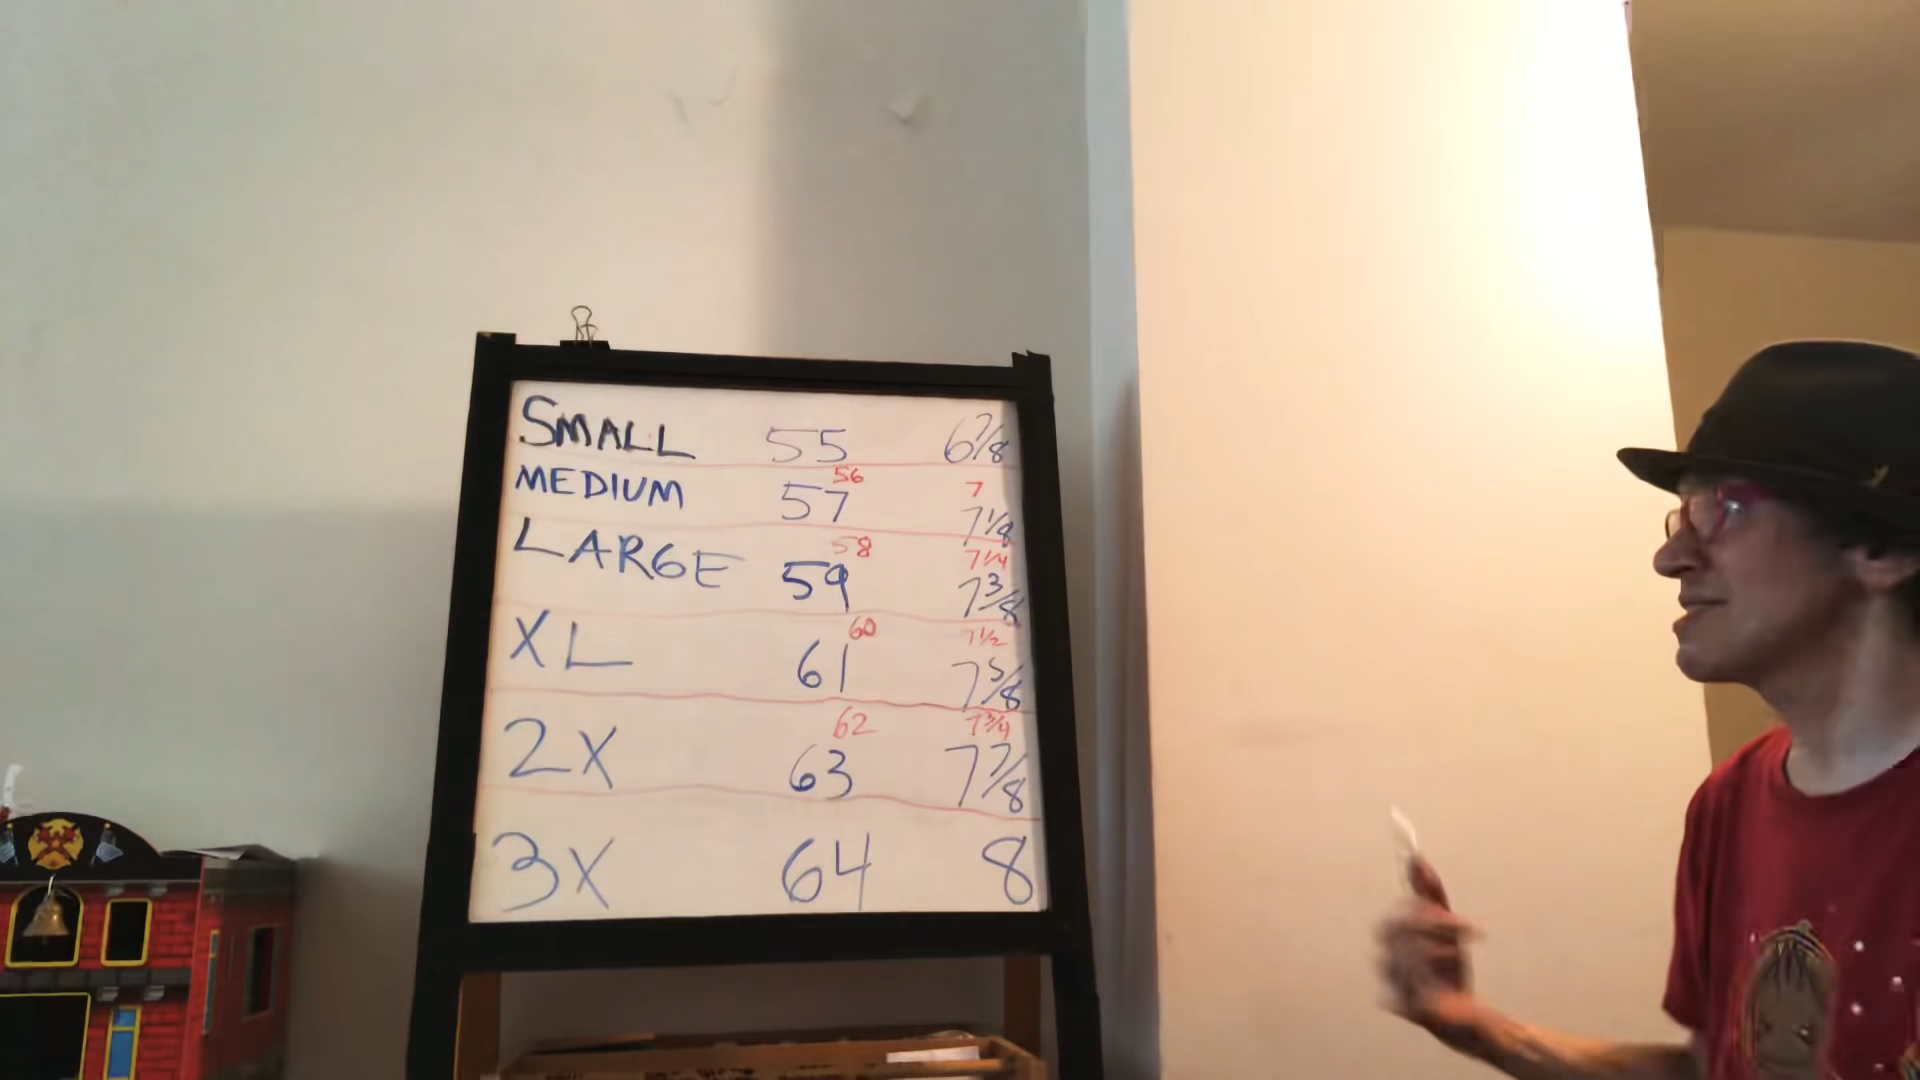 SMALL 55 6 7/8
56 7
MEDIUM 57 7 1/8
58 7 1/4
LARGE 59 7 3/8
60 7 1/2
XL 61 7 5/8
62 7 3/4
2X 63 7 7/8
3X 64 8